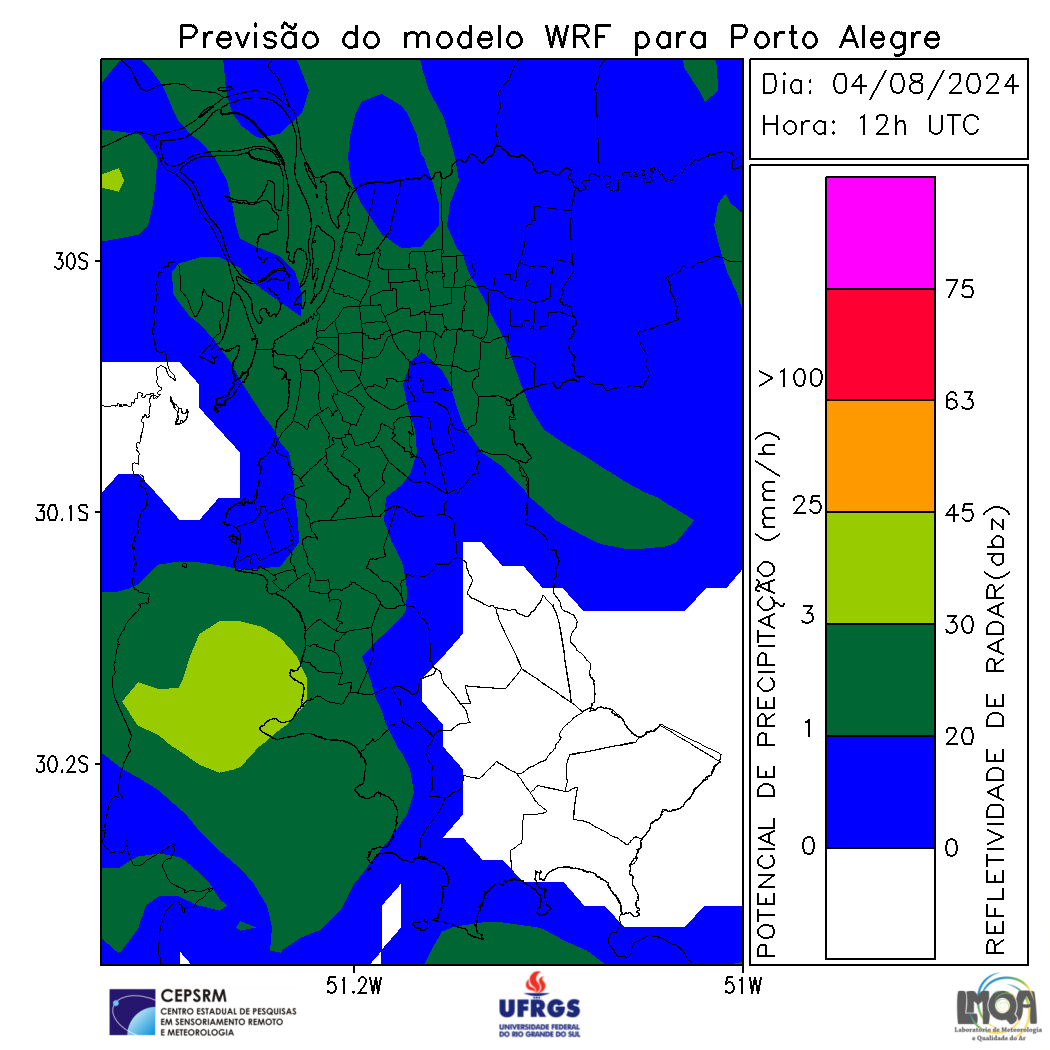 Previsão do modelo WRF para Porto Alegre
Dia: 04/08/2024
Hora: 12h UTC
30S
30.1S
30.2S
51.2W
51W
POTENCIAL DE PRECIPITAÇÃO (mm/h)
>100
25
3
1
0
75
63
45
30
20
0
REFLETIVIDADE DE RADAR(dbz)
CEPSRM
CENTRO ESTADUAL DE PESQUISAS
EM SENSORIAMENTO REMOTO
E METEOROLOGIA
UFRGS
UNIVERSIDADE FEDERAL
DO RIO GRANDE DO SUL
LMQA
Laboratório de Meteorologia
e Qualidade do Ar